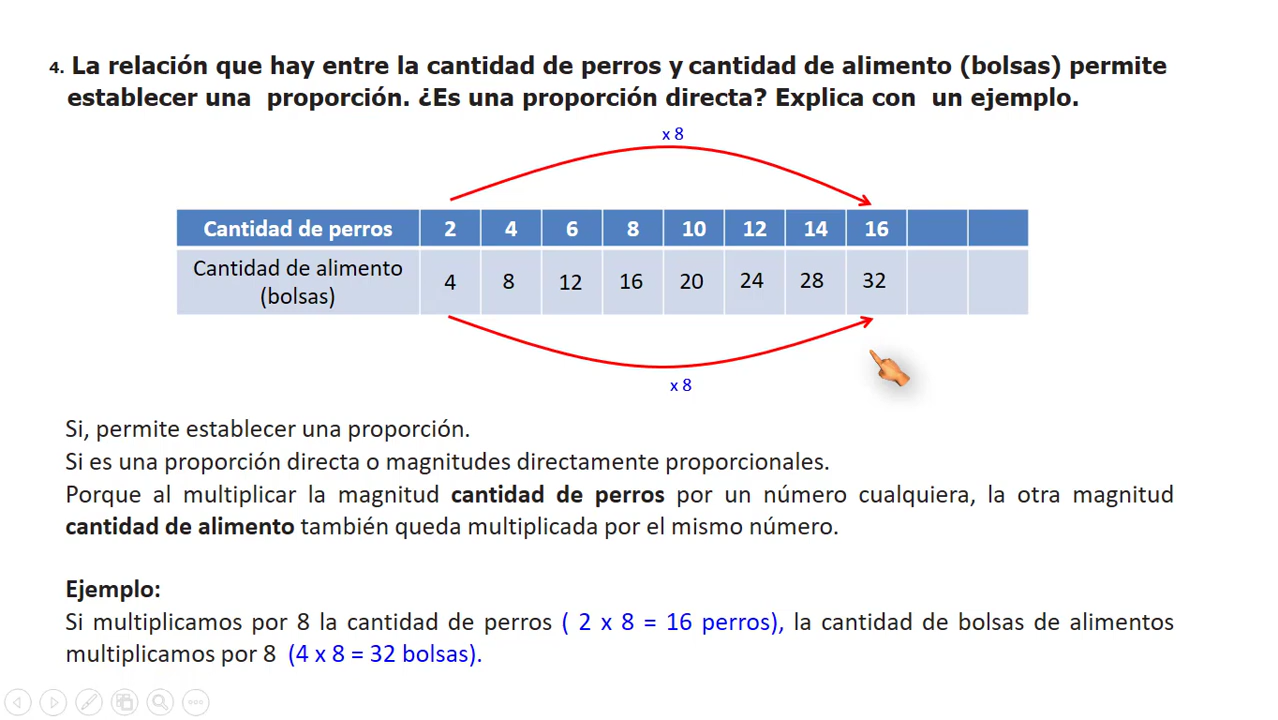 4. La relación que hay entre la cantidad de perros y cantidad de alimento (bolsas) permite
establecer una proporción. ¿Es una proporción directa? Explica con un ejemplo.
x 8
Cantidad de perros 2 4 6 8 10 12 14 16
Cantidad de alimento
(bolsas) 4 8 12 16 20 24 28 32
x 8
Si, permite establecer una proporción.
Si es una proporción directa o magnitudes directamente proporcionales.
Porque al multiplicar la magnitud cantidad de perros por un número cualquiera, la otra magnitud
cantidad de alimento también queda multiplicada por el mismo número.
Ejemplo:
Si multiplicamos por 8 la cantidad de perros ( 2 x 8 = 16 perros), la cantidad de bolsas de alimentos
multiplicamos por 8 (4 x 8 = 32 bolsas).